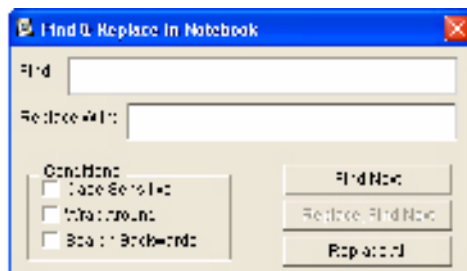 Find & Replace in Notebook
Find
Replace With:
Conditions
Case Sensitive
Wrap Around
Search Backwards
Find Next
Replace, Find Next
Replace All